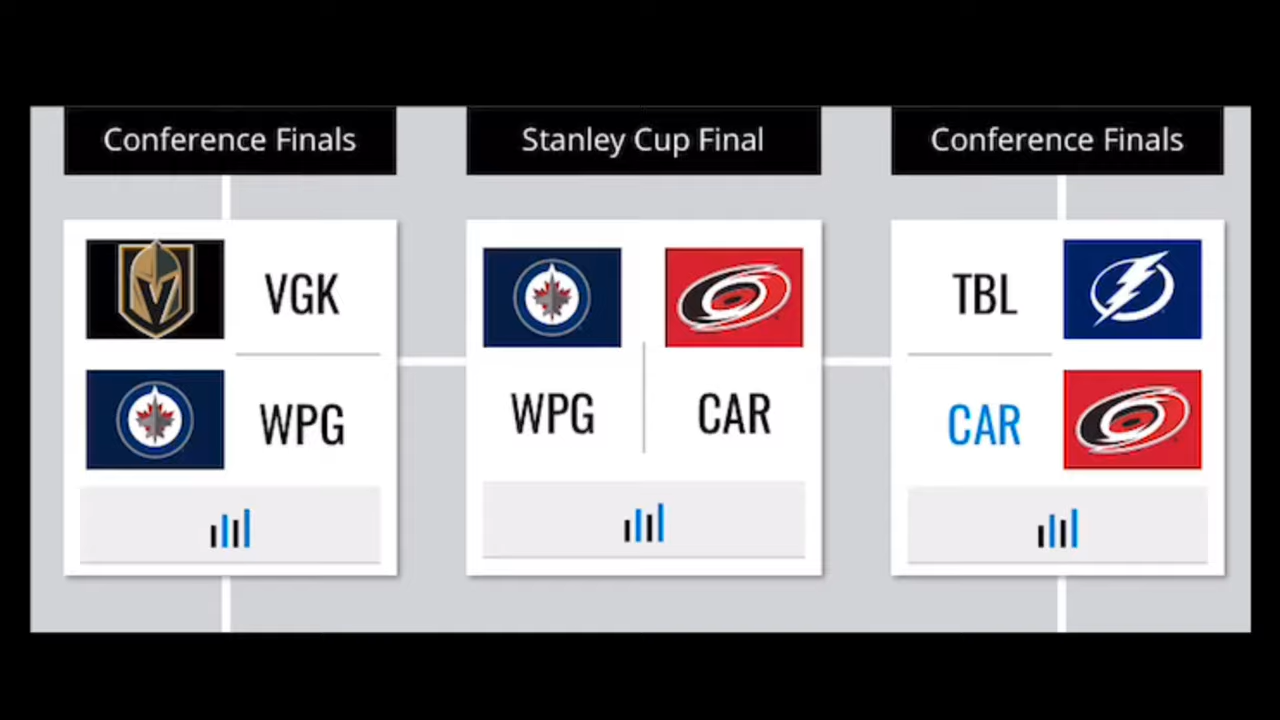 Conference Finals
Stanley Cup Final
Conference Finals
VGK
WPG
WPG
CAR
TBL
CAR